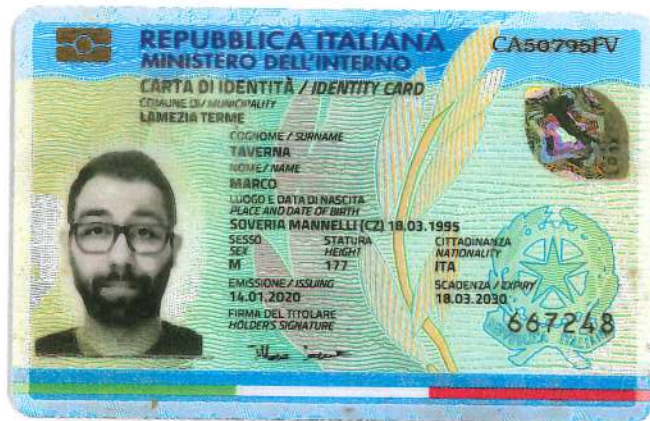 REPUBBLICA ITALIANA
CA50795FV
MINISTERO DELL'INTERNO
CARTA DI IDENTITÀ / IDENTITY CARD
COMUNE DI / MUNICIPALITY
LAMEZIA TERME
COGNOME / SURNAME
TAVERNA
NOME / NAME
MARCO
LUOGO E DATA DI NASCITA
PLACE AND DATE OF BIRTH
SOVERIA MANNELLI (CZ) 18.03.1995
SESSO STATURA CITTADINANZA
SEX HEIGHT NATIONALITY
M 177 ITA
EMISSIONE / ISSUING SCADENZA / EXPIRY
14.01.2020 18.03.2030
FIRMA DEL TITOLARE
HOLDER'S SIGNATURE
667248